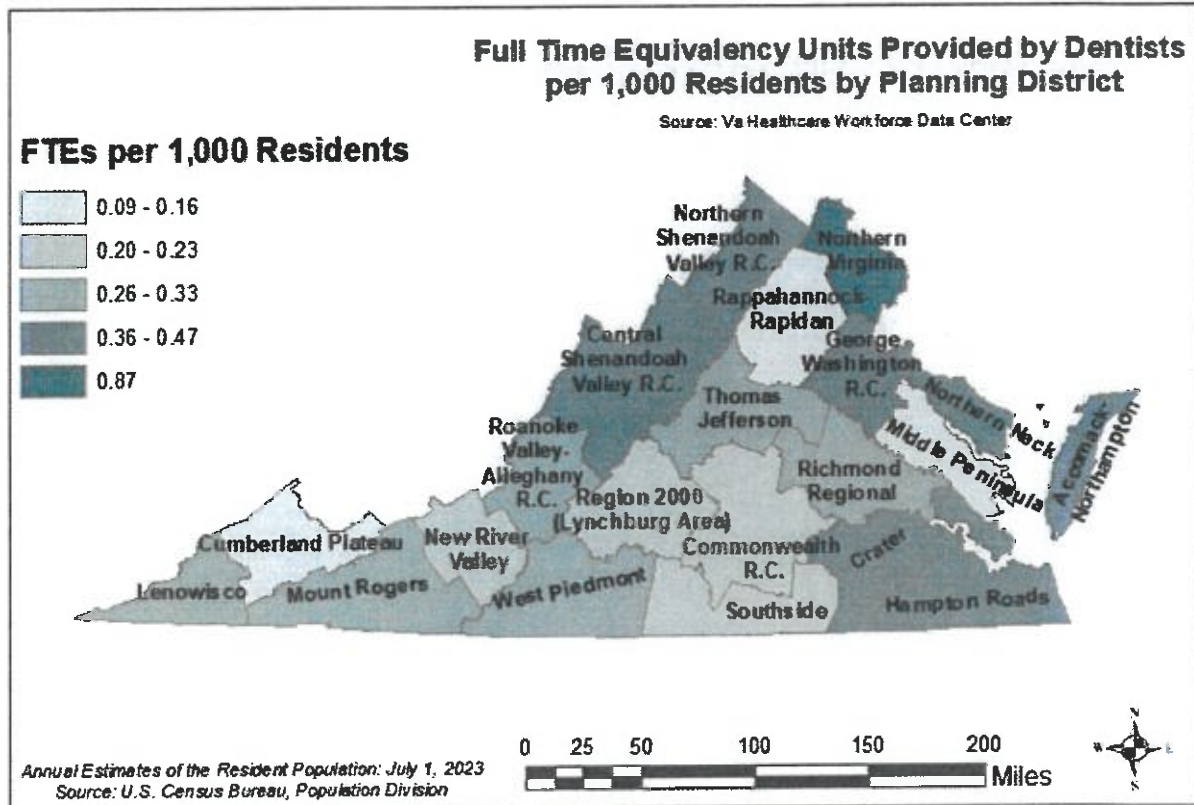 Full Time Equivalency Units Provided by Dentists
per 1,000 Residents by Planning District
Source: Va Healthcare Workforce Data Center
FTEs per 1,000 Residents
0.09 - 0.16
0.20 - 0.23
0.26 - 0.33
0.36 - 0.47
0.87
Northern
Shenandoah
Valley R.C.
Northern
Virginia
Rappahannock
Rapidan
Central
Shenandoah
Valley R.C.
George
Washington
R.C.
Northern Neck
Thomas
Jefferson
Middle Peninsula
Accomack-
Northampton
Roanoke
Valley-
Alleghany
R.C.
Richmond
Regional
Region 2000
(Lynchburg Area)
Cumberland Plateau
New River
Valley
Commonwealth
R.C.
Crater
Lenowisco
Mount Rogers
West Piedmont
Southside
Hampton Roads
0 25 50 100 150 200
Miles
N
W
E
S
Annual Estimates of the Resident Population: July 1, 2023
Source: U.S. Census Bureau, Population Division